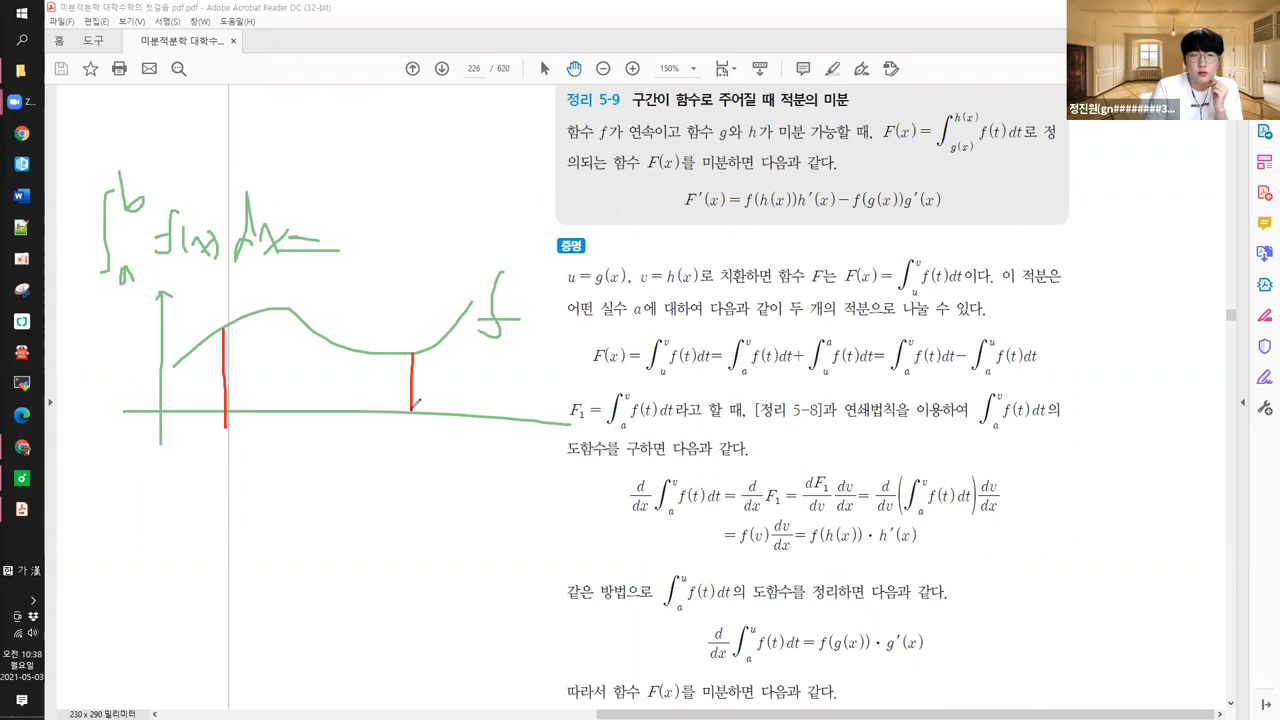 미분적분학 대학수학의 첫걸음 pdf.pdf - Adobe Acrobat Reader DC (32-bit)
파일(F) 편집(E) 보기(V) 서명(S) 창(W) 도움말(H)
홈 도구 미분적분학 대학수... ×
226 / 620 150%
정진원(gn########3...
정리 5-9 구간이 함수로 주어질 때 적분의 미분
함수 f가 연속이고 함수 g와 h가 미분 가능할 때, F(x)=∫_{g(x)}^{h(x)} f(t)dt로 정
의되는 함수 F(x)를 미분하면 다음과 같다.
F′(x)=f(h(x))h′(x)−f(g(x))g′(x)
증명
u=g(x), v=h(x)로 치환하면 함수 F는 F(x)=∫_u^v f(t)dt이다. 이 적분은
어떤 실수 a에 대하여 다음과 같이 두 개의 적분으로 나눌 수 있다.
F(x)=∫_u^v f(t)dt=∫_a^v f(t)dt+∫_u^a f(t)dt=∫_a^v f(t)dt−∫_a^u f(t)dt
F₁=∫_a^v f(t)dt라고 할 때, [정리 5-8]과 연쇄법칙을 이용하여 ∫_a^v f(t)dt의
도함수를 구하면 다음과 같다.
d/dx ∫_a^v f(t)dt = d/dx F₁ = dF₁/dv dv/dx = d/dv (∫_a^v f(t)dt) dv/dx
= f(v) dv/dx = f(h(x))·h′(x)
같은 방법으로 ∫_a^u f(t)dt의 도함수를 정리하면 다음과 같다.
d/dx ∫_a^u f(t)dt = f(g(x))·g′(x)
따라서 함수 F(x)를 미분하면 다음과 같다.
∫_a^b f(x)dx=
f
Z...
한 가 漢
오전 10:38
월요일
2021-05-03
230 x 290 밀리미터